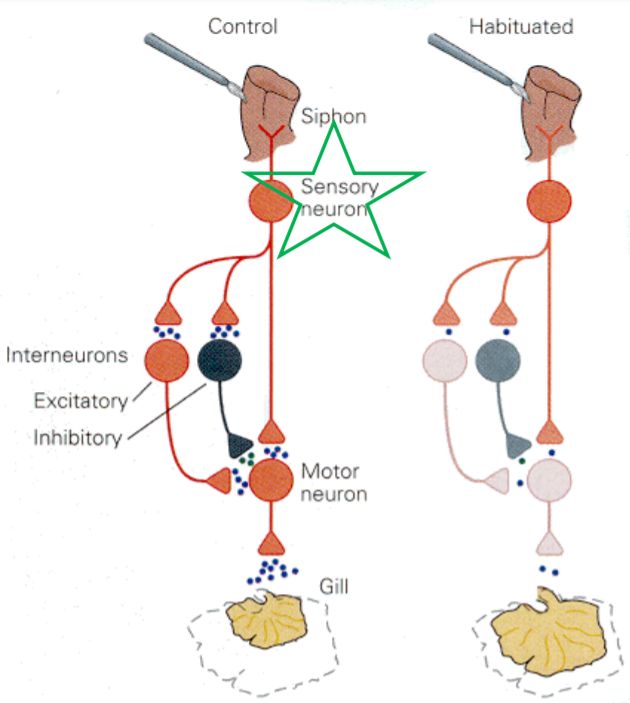 Control
Habituated
Siphon
Sensory
neuron
Interneurons
Excitatory
Inhibitory
Motor
neuron
Gill